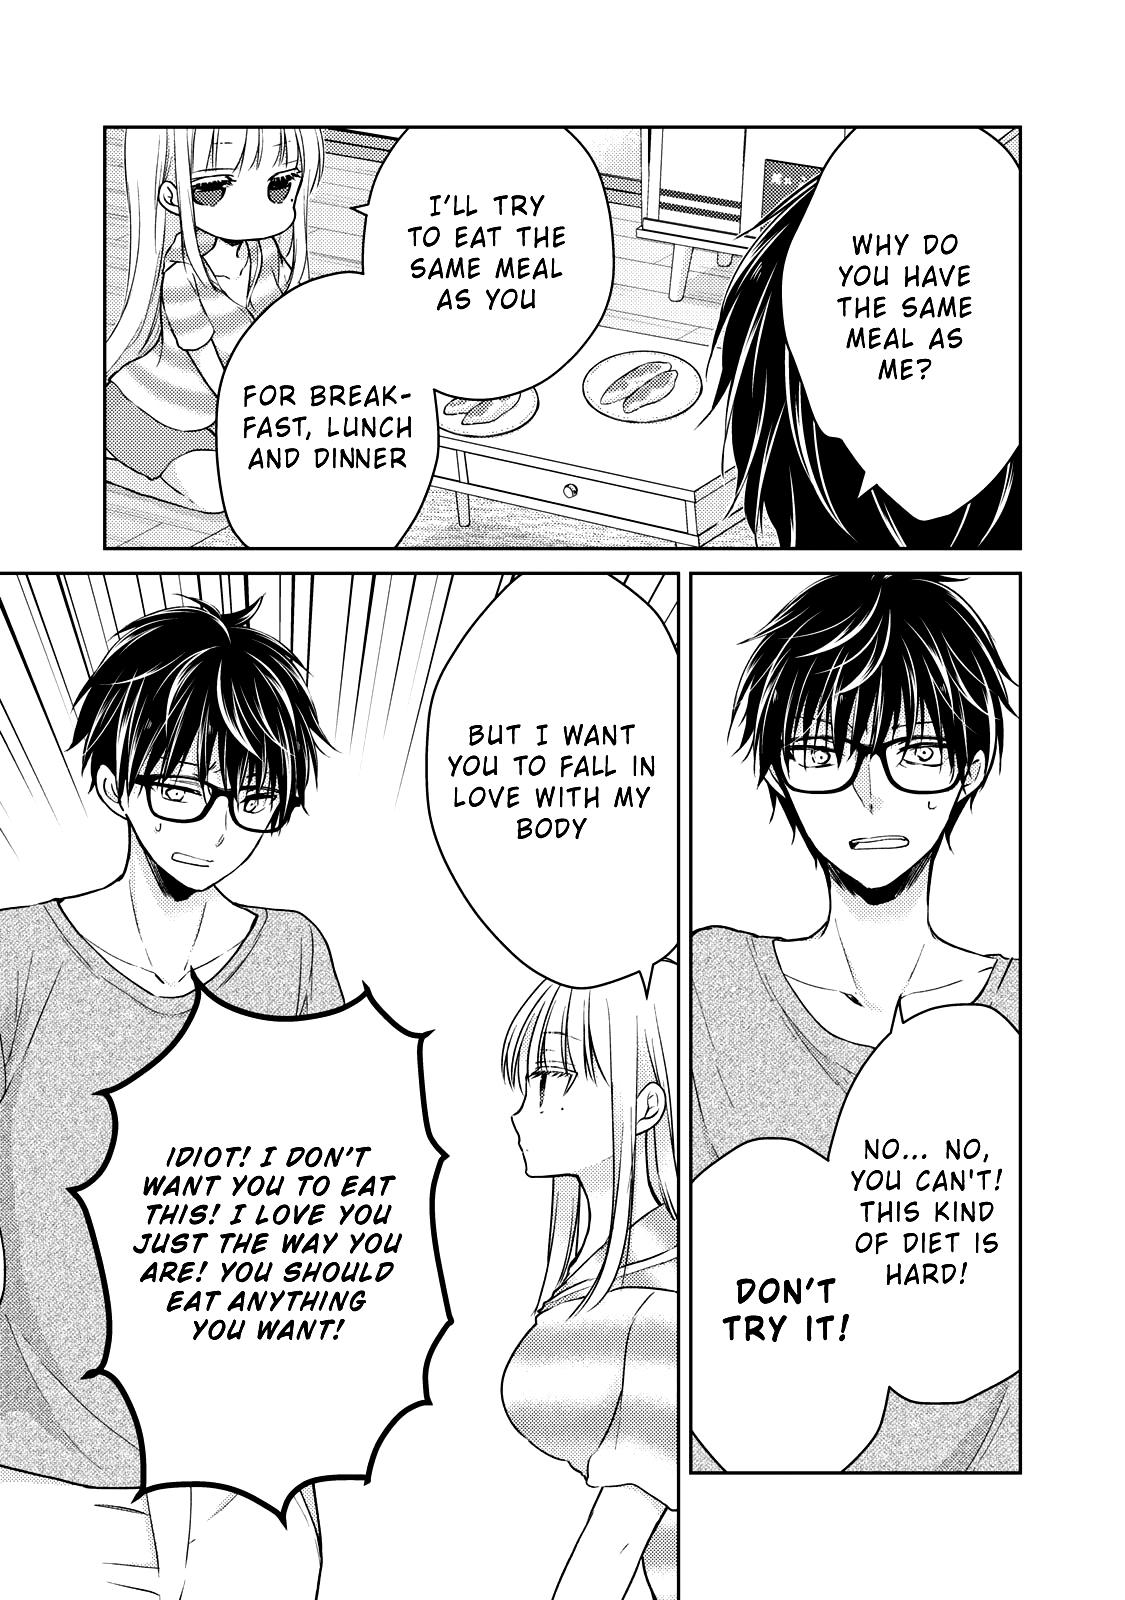 WHY DO
YOU HAVE
THE SAME
MEAL AS
ME?
I'LL TRY
TO EAT THE
SAME MEAL
AS YOU
FOR BREAK-
FAST, LUNCH
AND DINNER
NO... NO,
YOU CAN'T!
THIS KIND
OF DIET IS
HARD!
DON'T
TRY IT!
BUT I WANT
YOU TO FALL IN
LOVE WITH MY
BODY
IDIOT! I DON'T
WANT YOU TO EAT
THIS! I LOVE YOU
JUST THE WAY YOU
ARE! YOU SHOULD
EAT ANYTHING
YOU WANT!